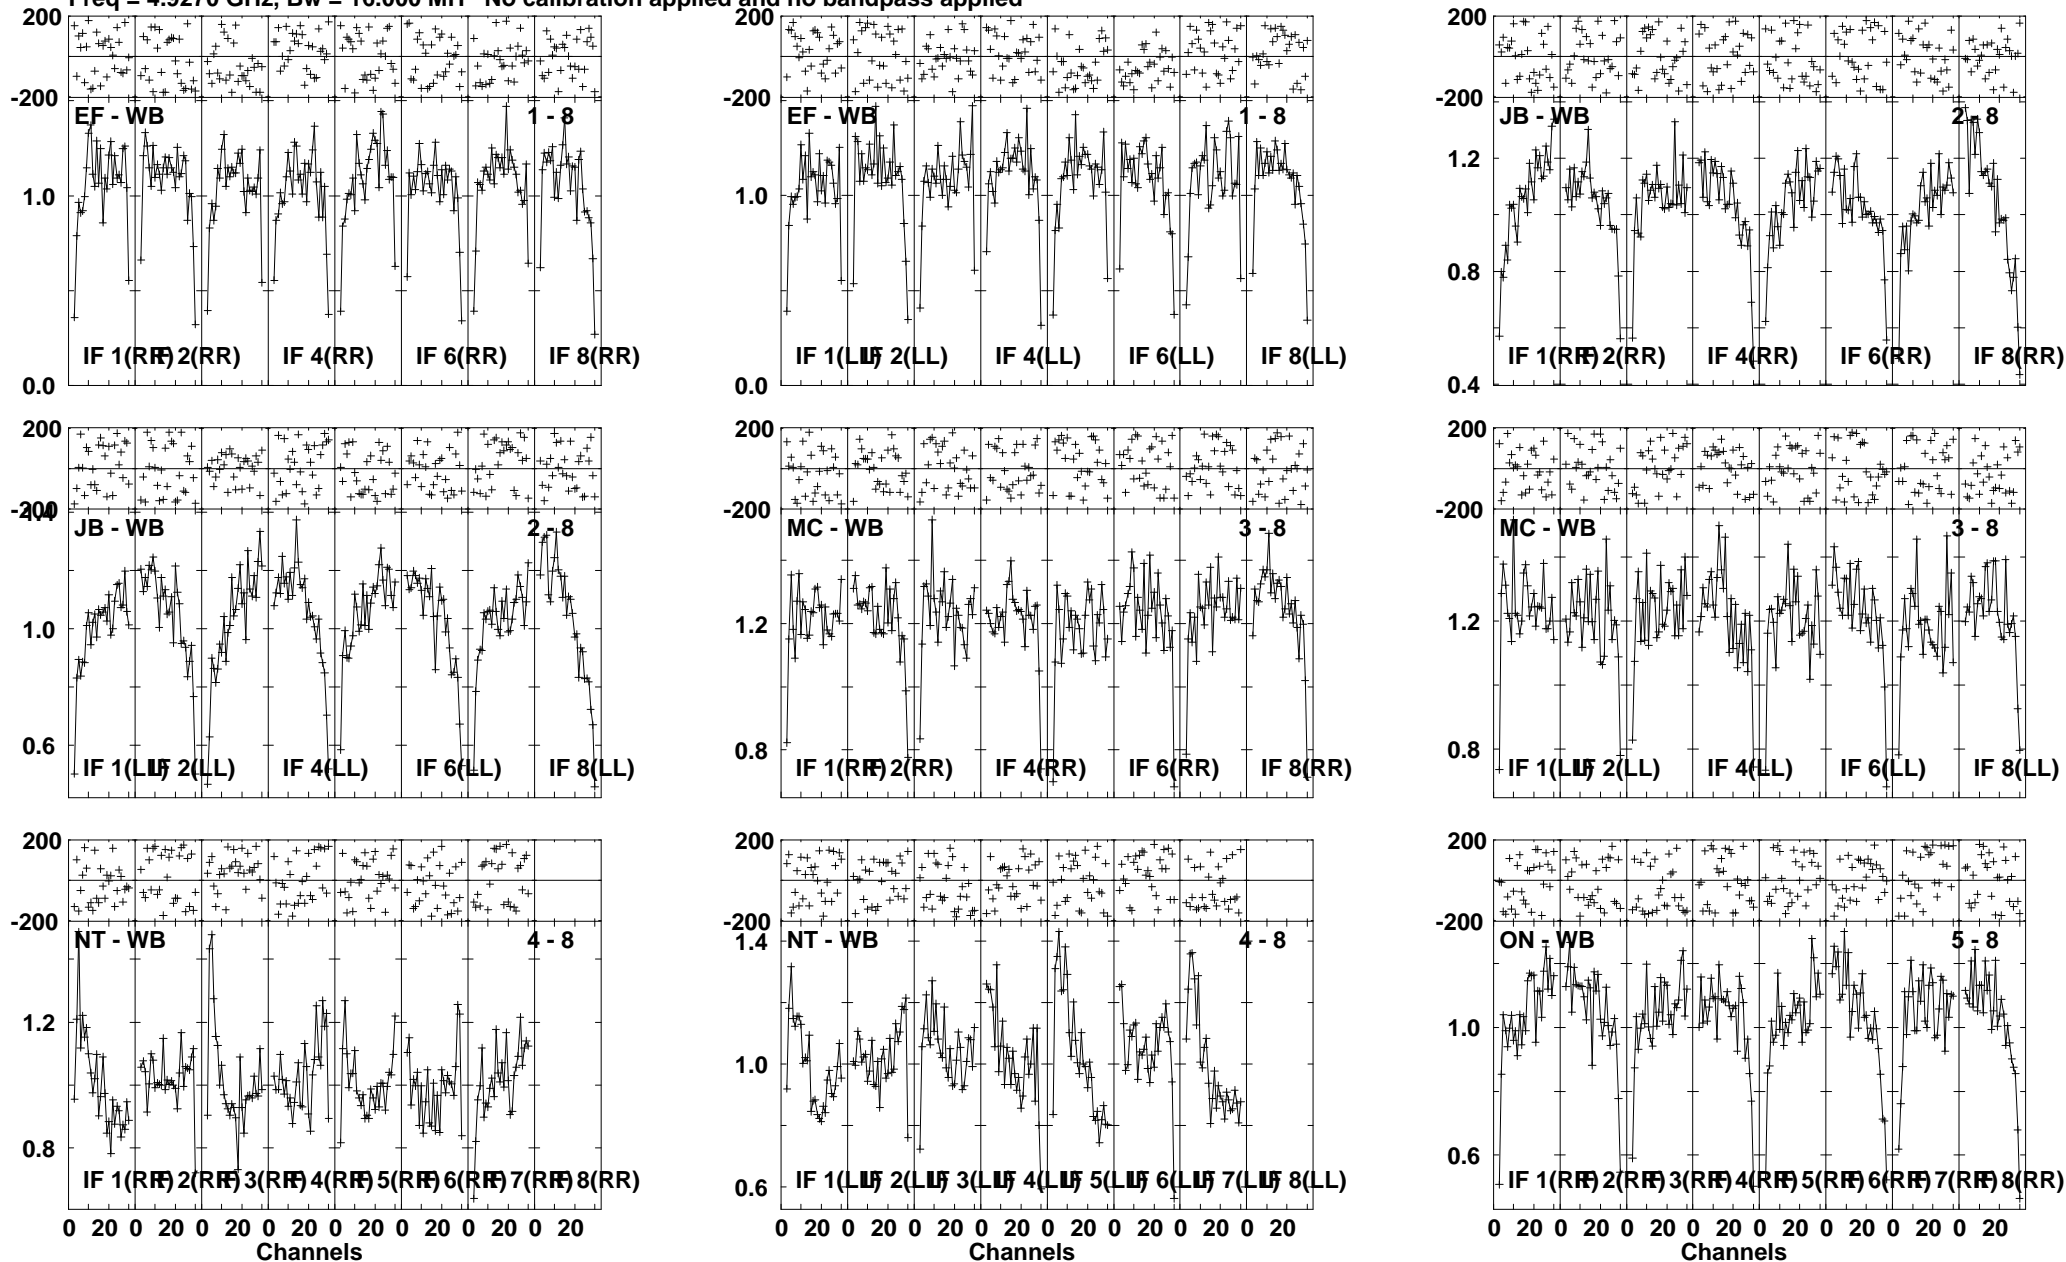 Freq = 4.9276 GHz, Bw = 16.000 MH No calibration applied and no bandpass applied
200
-200
1.0
0.0
EF - WB 1 - 8
IF 1(RR) IF 2(RR) IF 4(RR) IF 6(RR) IF 8(RR)
200
-200
1.0
0.0
EF - WB 1 - 8
IF 1(LL) IF 2(LL) IF 4(LL) IF 6(LL) IF 8(LL)
200
-200
1.2
0.8
0.4
JB - WB 2 - 8
IF 1(RR) IF 2(RR) IF 4(RR) IF 6(RR) IF 8(RR)
200
-200
1.4
1.0
0.6
JB - WB 2 - 8
IF 1(LL) IF 2(LL) IF 4(LL) IF 6(LL) IF 8(LL)
200
-200
1.2
0.8
MC - WB 3 - 8
IF 1(RR) IF 2(RR) IF 4(RR) IF 6(RR) IF 8(RR)
200
-200
1.2
0.8
MC - WB 3 - 8
IF 1(LL) IF 2(LL) IF 4(LL) IF 6(LL) IF 8(LL)
200
-200
1.2
0.8
NT - WB 4 - 8
IF 1(RR) IF 2(RR) IF 3(RR) IF 4(RR) IF 5(RR) IF 6(RR) IF 7(RR) IF 8(RR)
0 20 0 20 0 20 0 20 0 20 0 20 0 20 0 20
Channels
200
-200
1.4
1.0
0.6
NT - WB 4 - 8
IF 1(LL) IF 2(LL) IF 3(LL) IF 4(LL) IF 5(LL) IF 6(LL) IF 7(LL) IF 8(LL)
0 20 0 20 0 20 0 20 0 20 0 20 0 20 0 20
Channels
200
-200
1.0
0.6
ON - WB 5 - 8
IF 1(RR) IF 2(RR) IF 3(RR) IF 4(RR) IF 5(RR) IF 6(RR) IF 7(RR) IF 8(RR)
0 20 0 20 0 20 0 20 0 20 0 20 0 20 0 20
Channels